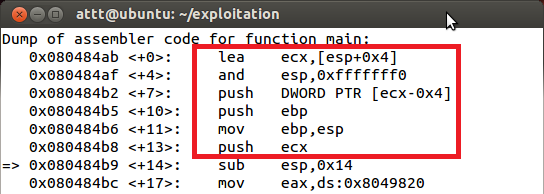 attt@ubuntu: ~/exploitation
Dump of assembler code for function main:
0x080484ab <+0>: lea ecx,[esp+0x4]
0x080484af <+4>: and esp,0xfffffff0
0x080484b2 <+7>: push DWORD PTR [ecx-0x4]
0x080484b5 <+10>: push ebp
0x080484b6 <+11>: mov ebp,esp
0x080484b8 <+13>: push ecx
=> 0x080484b9 <+14>: sub esp,0x14
0x080484bc <+17>: mov eax,ds:0x8049820